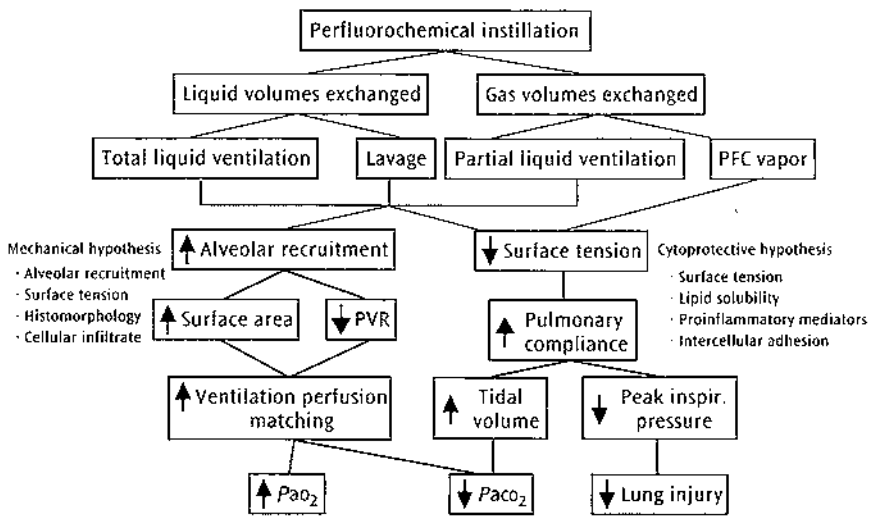 Perfluorochemical instillation
Liquid volumes exchanged
Gas volumes exchanged
Total liquid ventilation
Lavage
Partial liquid ventilation
PFC vapor
Mechanical hypothesis
· Alveolar recruitment
· Surface tension
· Histomorphology
· Cellular infiltrate
↑ Alveolar recruitment
↓ Surface tension
Cytoprotective hypothesis
· Surface tension
· Lipid solubility
· Proinflammatory mediators
· Intercellular adhesion
↑ Surface area
↓ PVR
↑ Pulmonary
compliance
↑ Ventilation perfusion
matching
↑ Tidal
volume
↓ Peak inspir.
pressure
↑ Pao₂
↓ Paco₂
↓ Lung injury